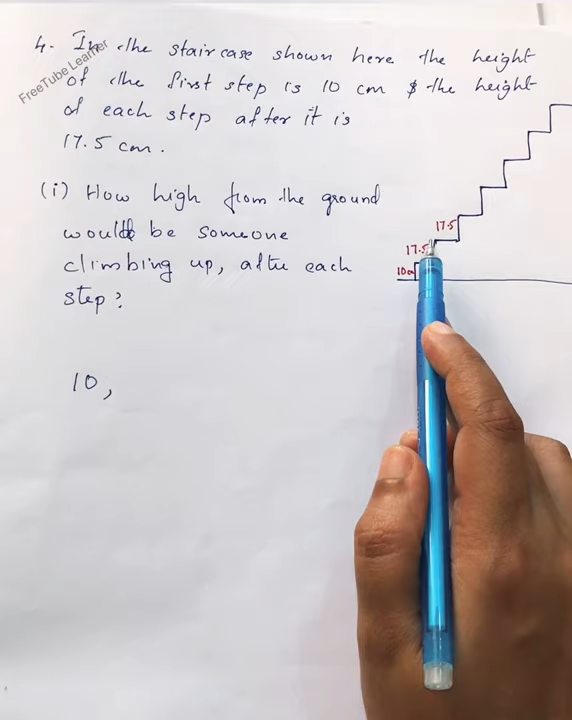 4. In the staircase shown here the height
of the first step is 10 cm & the height
of each step after it is
17.5 cm.
(i) How high from the ground
would be someone
climbing up, after each
step?
10,
17.5
17.5
FreeTube Learner